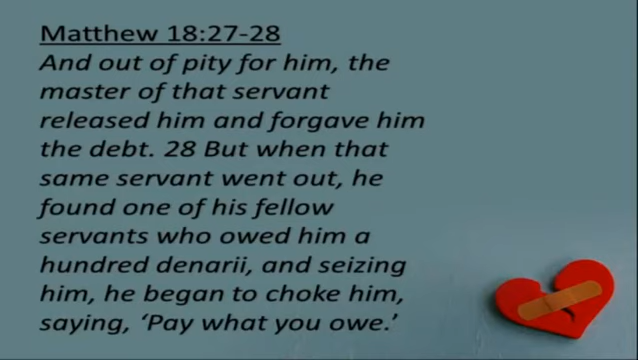 Matthew 18:27-28
And out of pity for him, the
master of that servant
released him and forgave him
the debt. 28 But when that
same servant went out, he
found one of his fellow
servants who owed him a
hundred denarii, and seizing
him, he began to choke him,
saying, ‘Pay what you owe.’